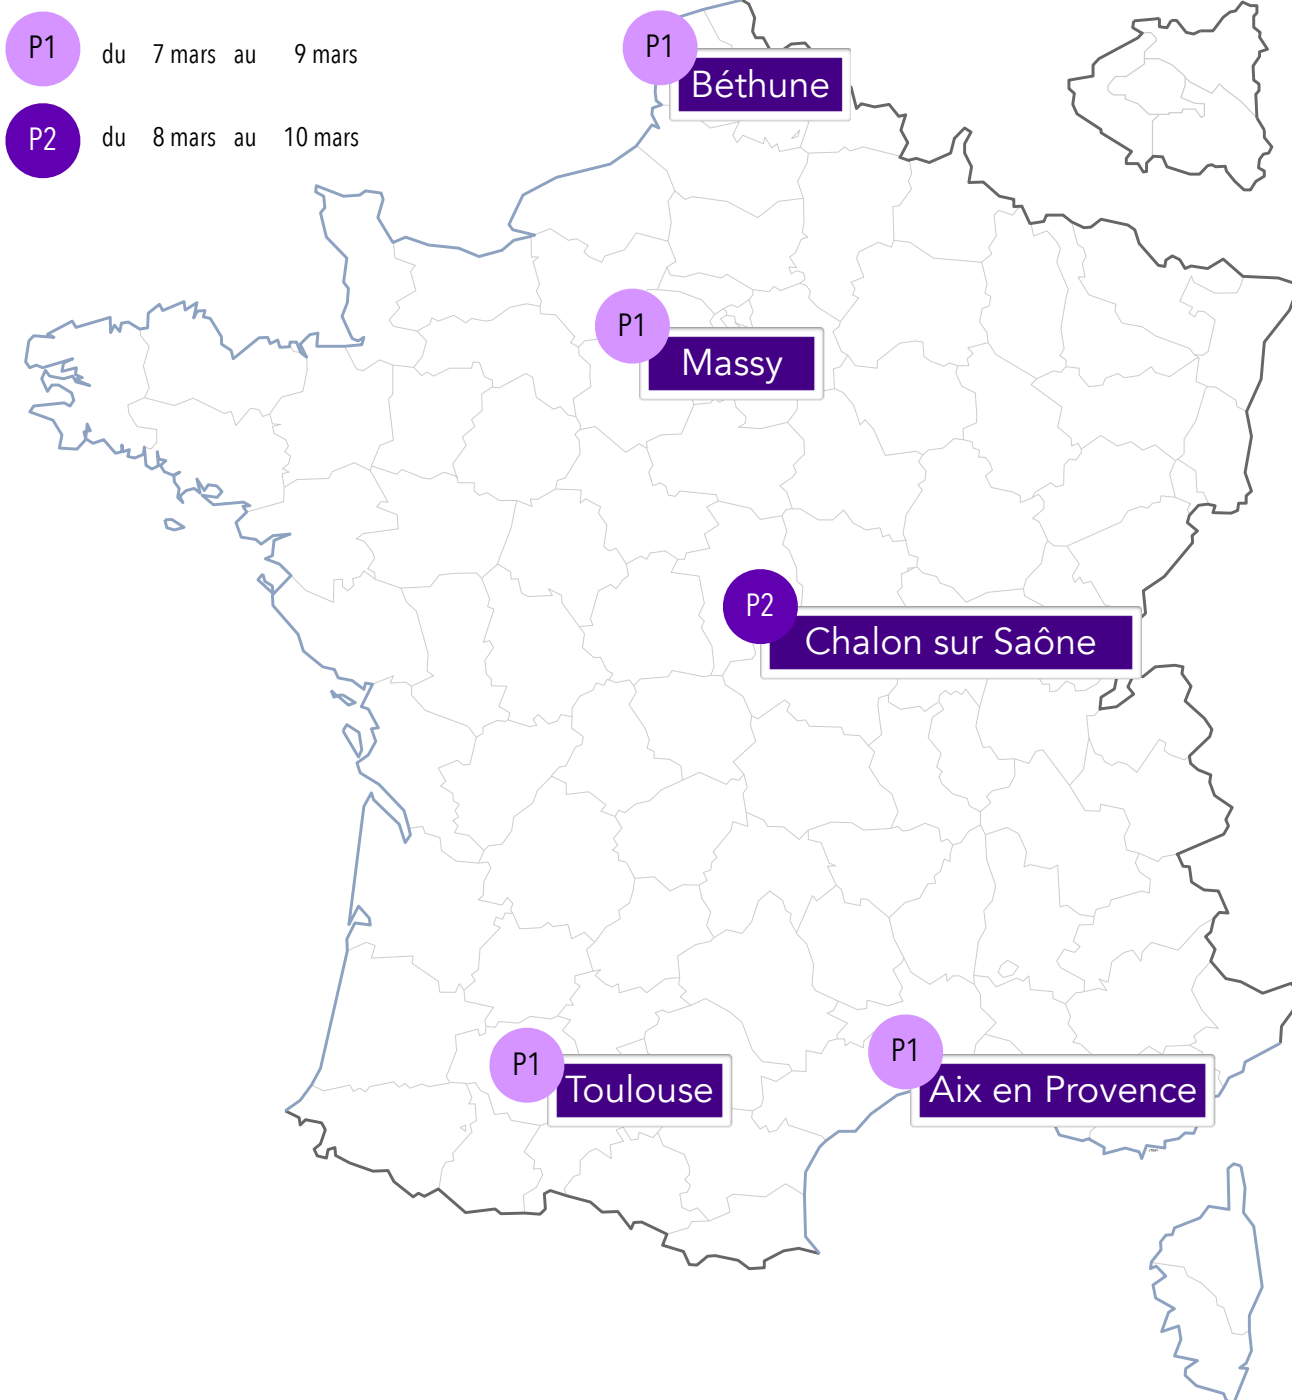 P1 du 7 mars au 9 mars
P2 du 8 mars au 10 mars
P1
Béthune
P1
Massy
P2
Chalon sur Saône
P1
Toulouse
P1
Aix en Provence